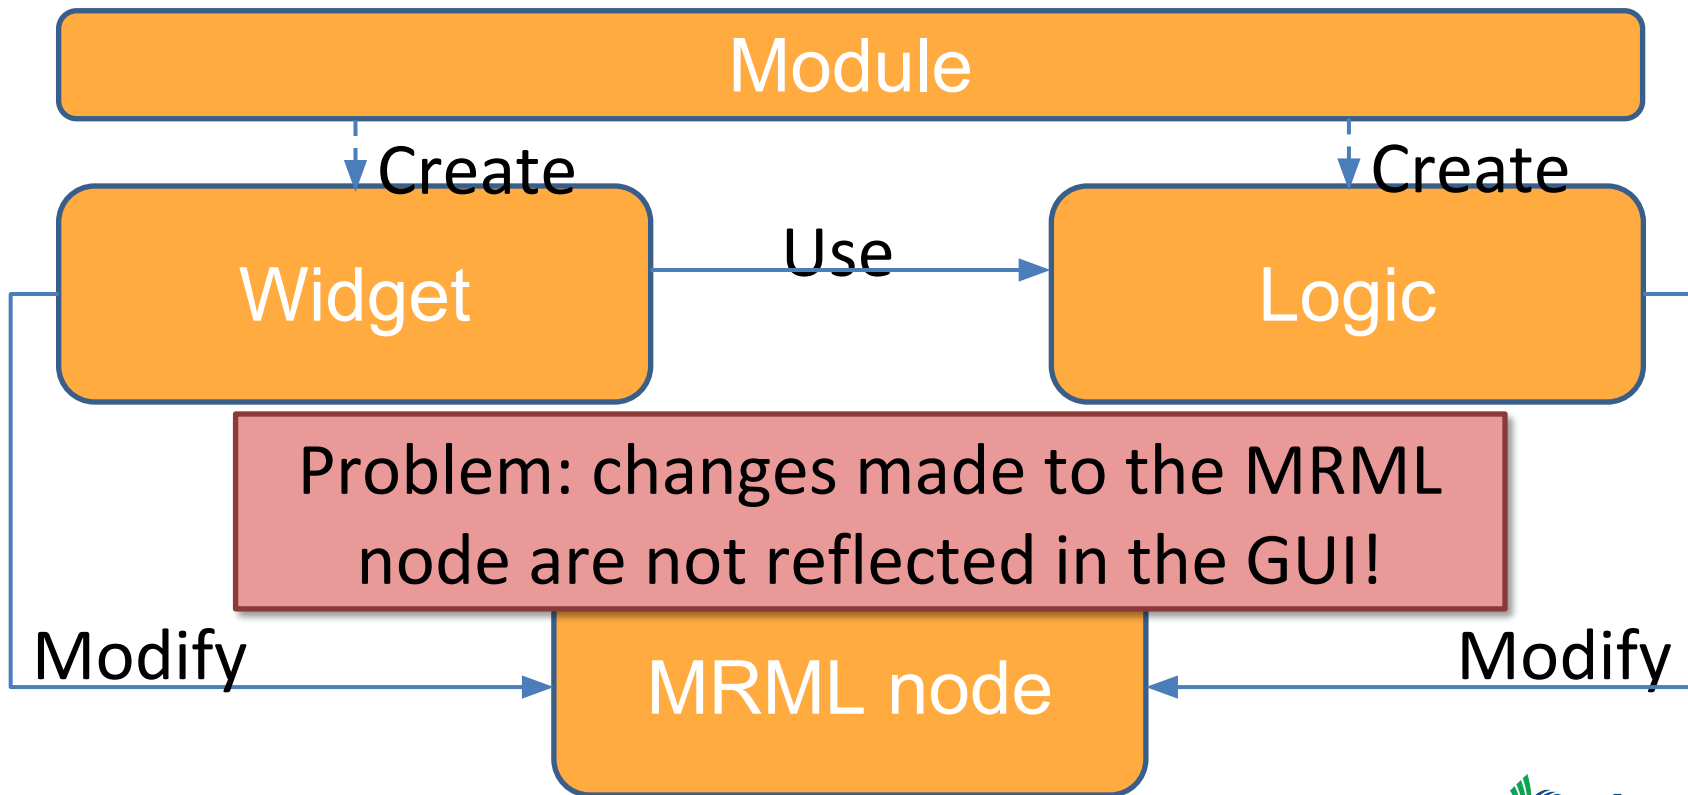 Module
Create
Create
Use
Widget
Logic
Problem: changes made to the MRML
node are not reflected in the GUI!
Modify
Modify
MRML node